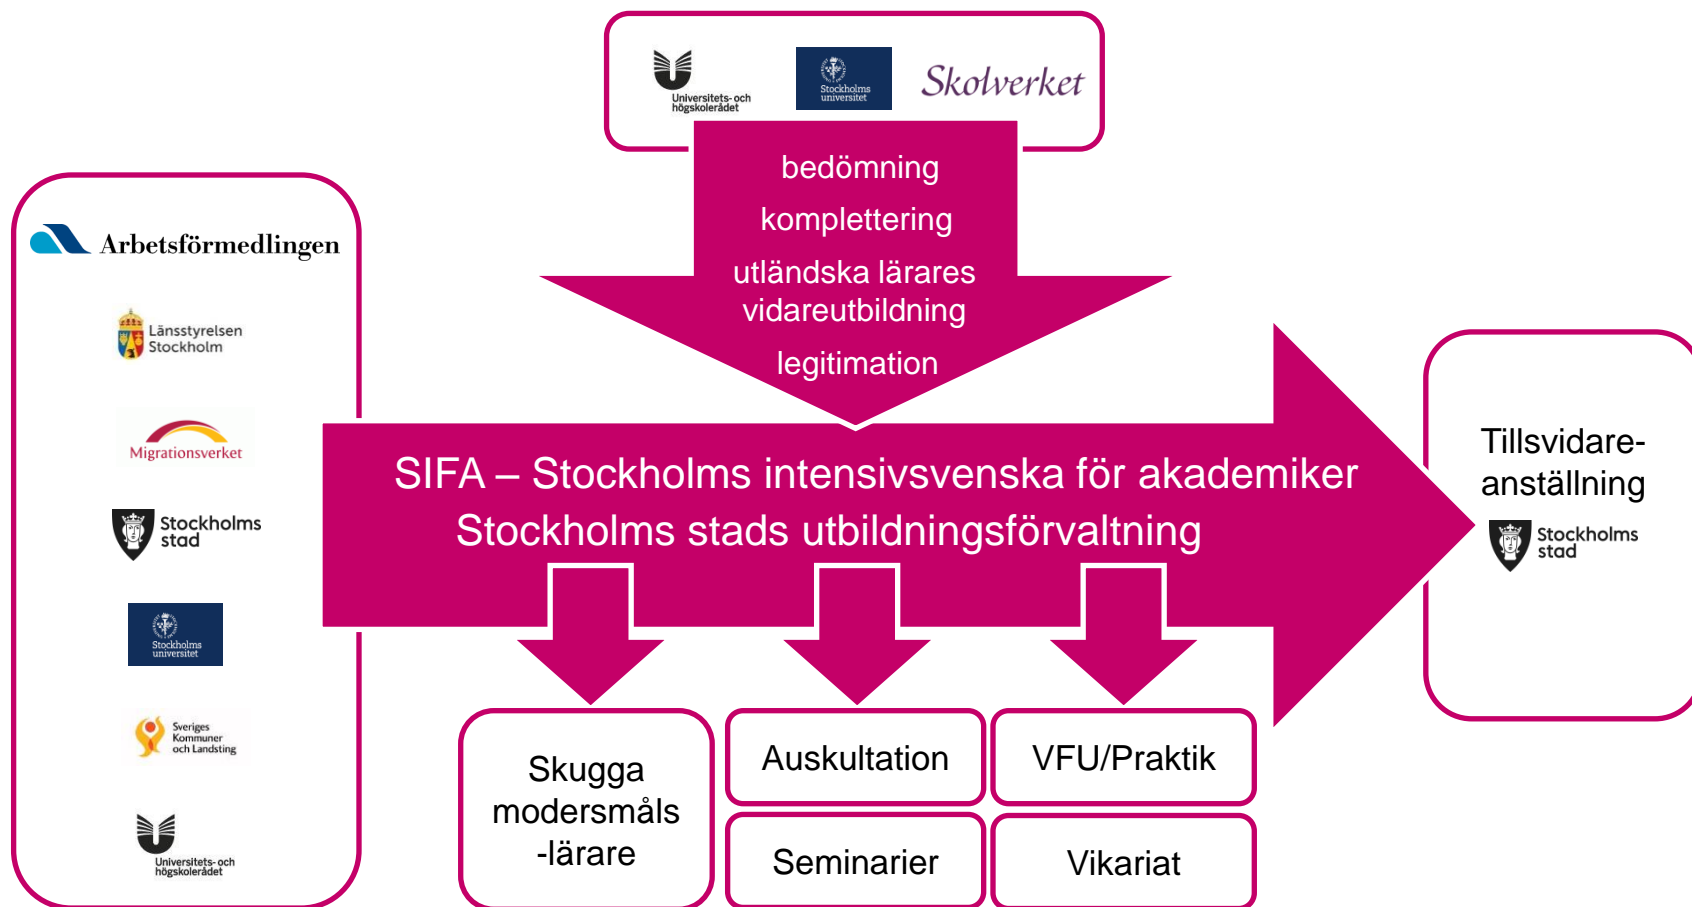 Universitets- och
högskolerådet
Stockholms
universitet
Skolverket
bedömning
komplettering
utländska lärares
vidareutbildning
legitimation
Arbetsförmedlingen
Länsstyrelsen
Stockholm
Migrationsverket
Stockholms
stad
Stockholms
universitet
Sveriges
Kommuner
och Landsting
Universitets- och
högskolerådet
SIFA – Stockholms intensivsvenska för akademiker
Stockholms stads utbildningsförvaltning
Tillsvidare-
anställning
Stockholms
stad
Skugga
modersmåls
-lärare
Auskultation
Seminarier
VFU/Praktik
Vikariat